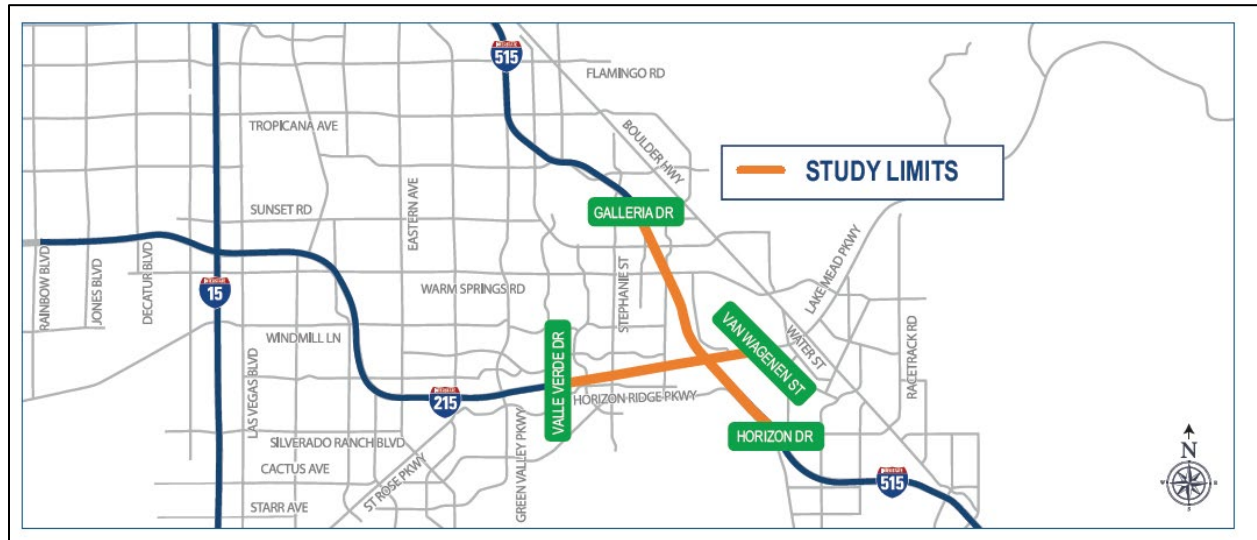 515
FLAMINGO RD
TROPICANA AVE
BOULDER HWY
STUDY LIMITS
SUNSET RD
EASTERN AVE
GALLERIA DR
RAINBOW BLVD
JONES BLVD
DECATUR BLVD
15
WARM SPRINGS RD
STEPHANIE ST
LAKE MEAD PKWY
WATER ST
RACETRACK RD
VAN WAGENEN ST
WINDMILL LN
LAS VEGAS BLVD
VALLE VERDE DR
215
HORIZON RIDGE PKWY
HORIZON DR
SILVERADO RANCH BLVD
CACTUS AVE
ST ROSE PKWY
GREEN VALLEY PKWY
STARR AVE
515
N